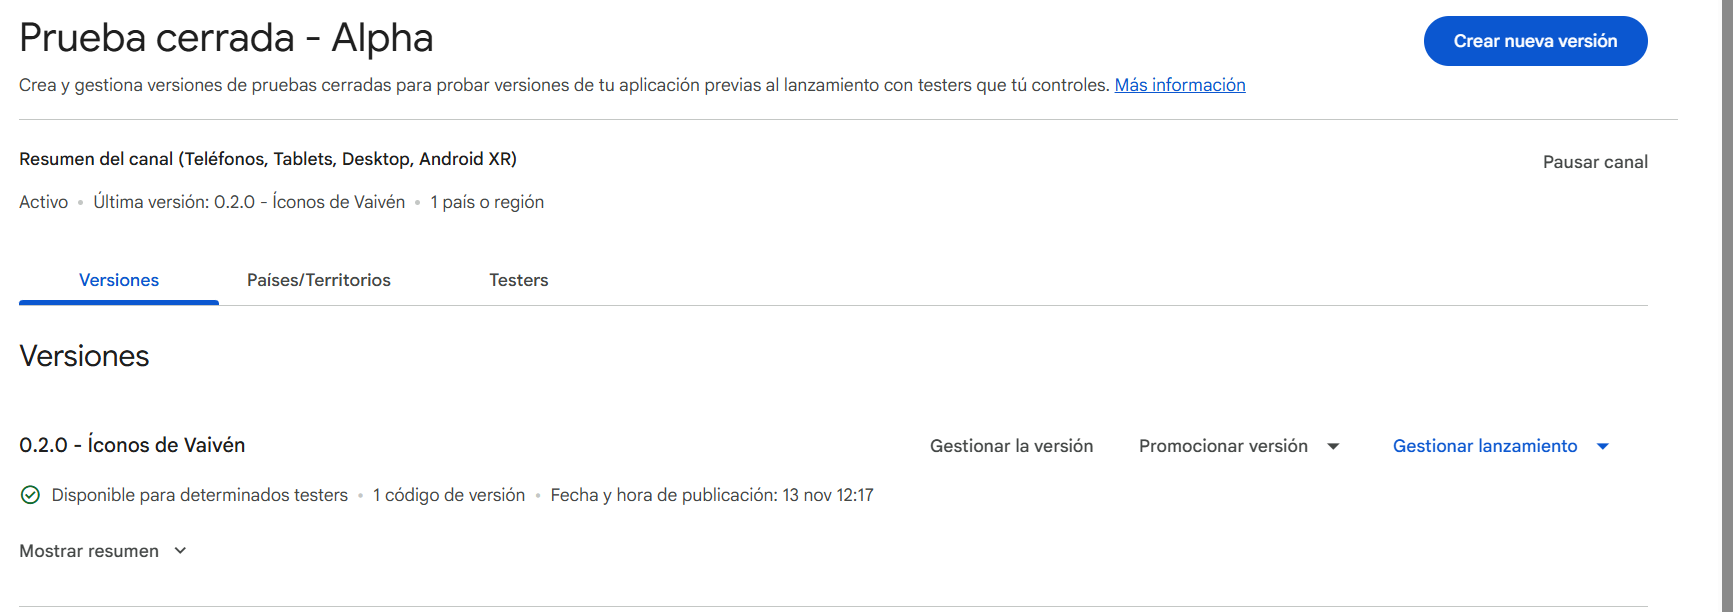 Prueba cerrada - Alpha
Crear nueva versión
Crea y gestiona versiones de pruebas cerradas para probar versiones de tu aplicación previas al lanzamiento con testers que tú controles. Más información
Resumen del canal (Teléfonos, Tablets, Desktop, Android XR)
Pausar canal
Activo • Última versión: 0.2.0 - Íconos de Vaivén • 1 país o región
Versiones Países/Territorios Testers
Versiones
0.2.0 - Íconos de Vaivén
Gestionar la versión Promocionar versión Gestionar lanzamiento
Disponible para determinados testers • 1 código de versión • Fecha y hora de publicación: 13 nov 12:17
Mostrar resumen